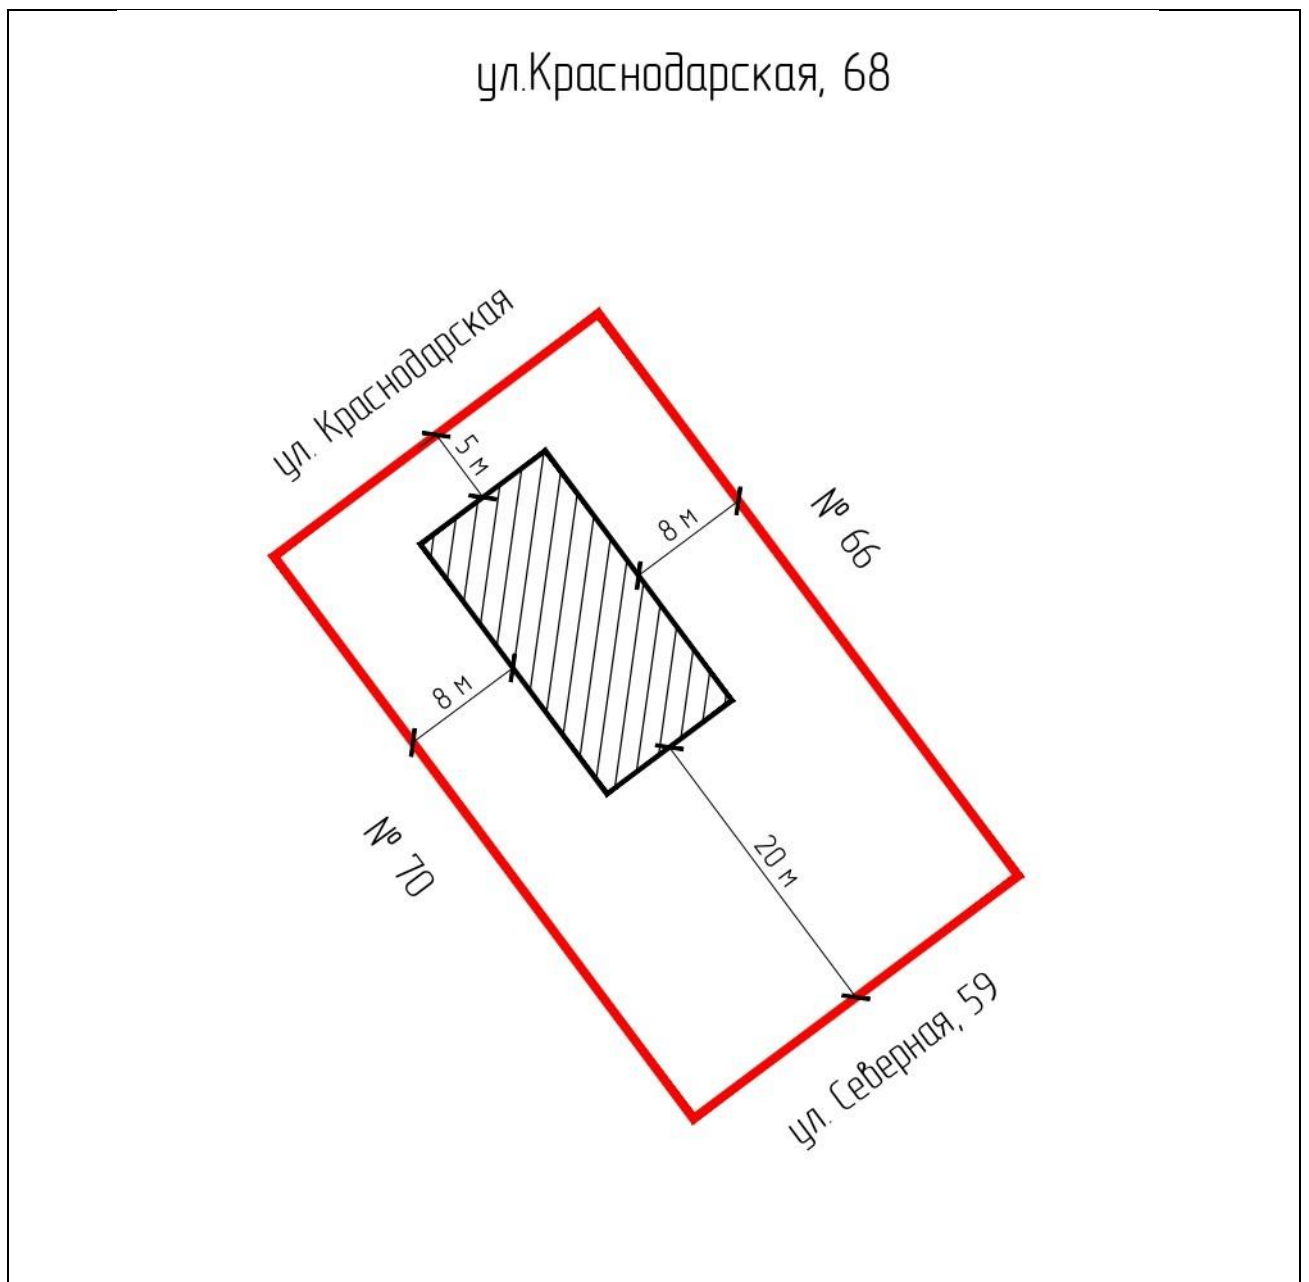 ул.Краснодарская, 68
ул. Краснодарская
5 м
8 м
№ 66
8 м
№ 70
20 м
ул. Северная, 59